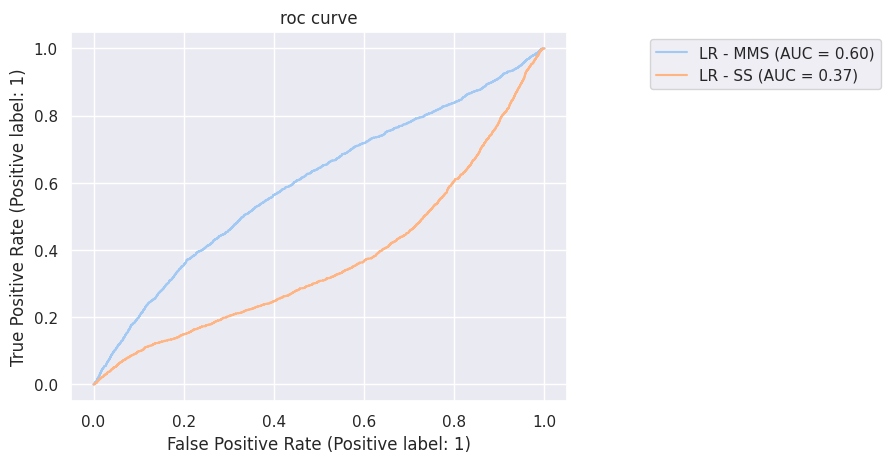 roc curve
LR - MMS (AUC = 0.60)
LR - SS (AUC = 0.37)
True Positive Rate (Positive label: 1)
1.0
0.8
0.6
0.4
0.2
0.0
0.0 0.2 0.4 0.6 0.8 1.0
False Positive Rate (Positive label: 1)